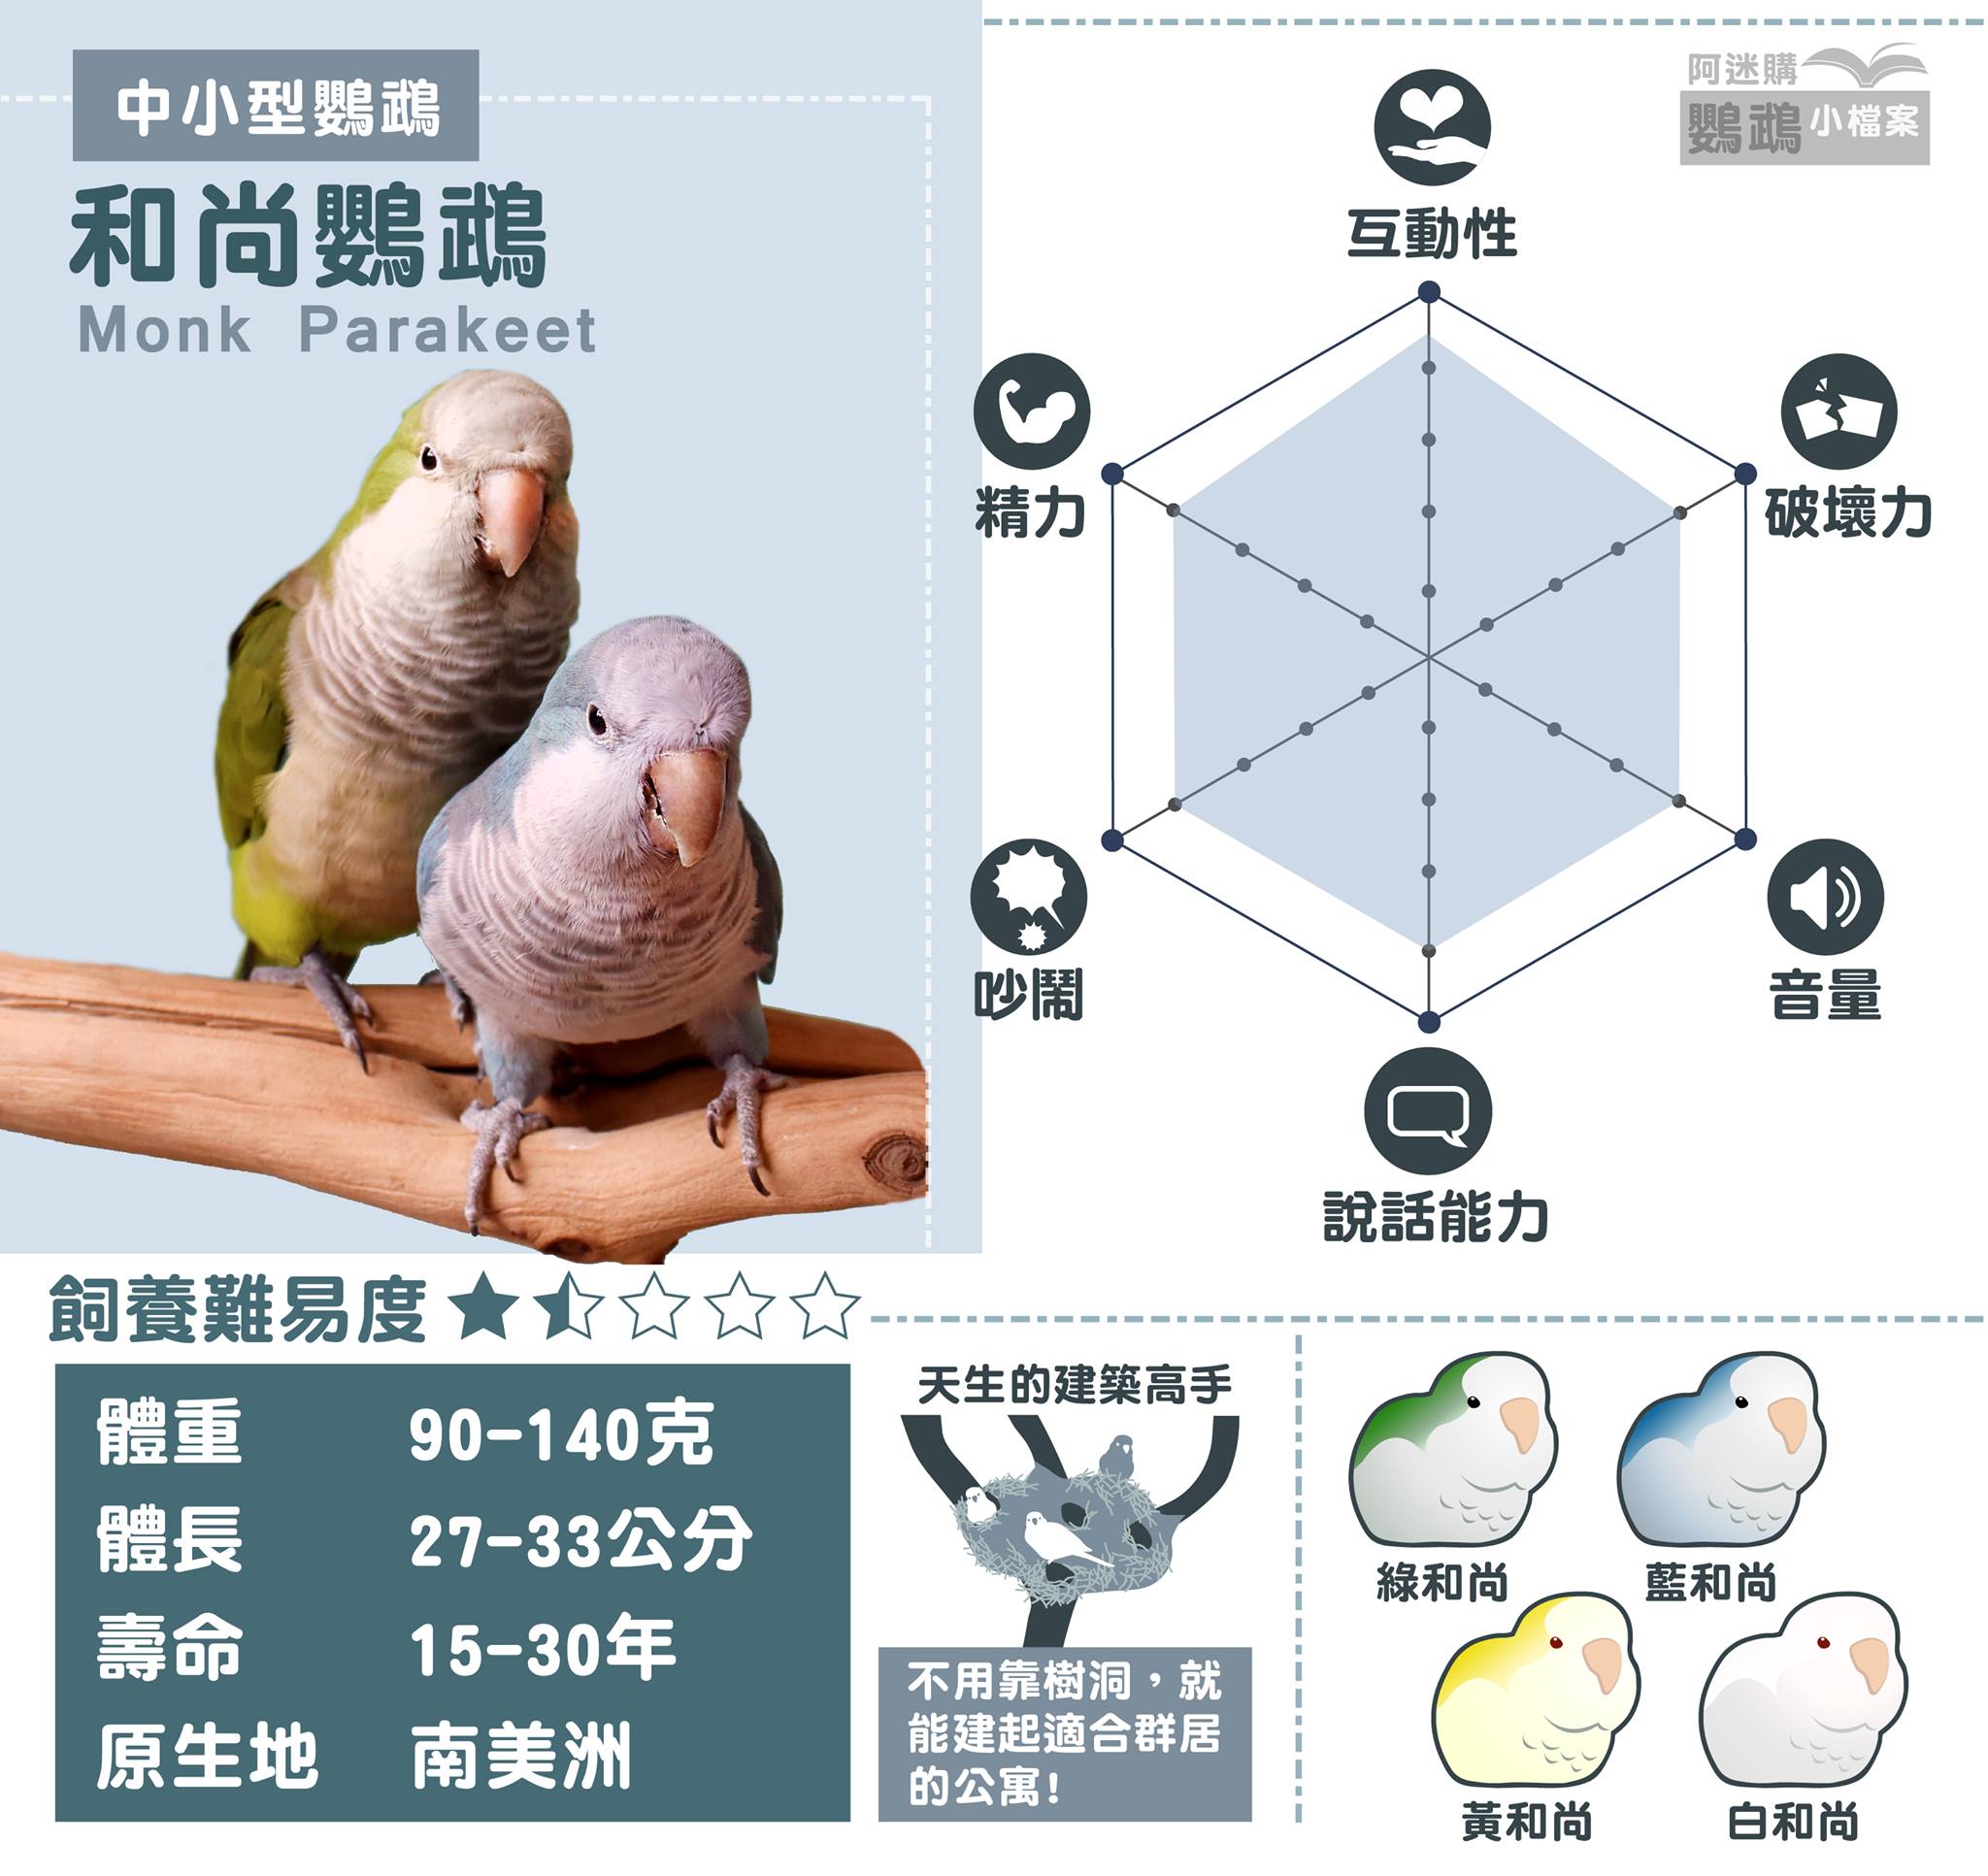 中小型鸚鵡
和尚鸚鵡
Monk Parakeet
阿迷購
鸚鵡小檔案
互動性
精力
破壞力
吵鬧
音量
說話能力
飼養難易度
體重 90-140克
體長 27-33公分
壽命 15-30年
原生地 南美洲
天生的建築高手
不用靠樹洞，就
能建起適合群居
的公寓!
綠和尚
藍和尚
黃和尚
白和尚